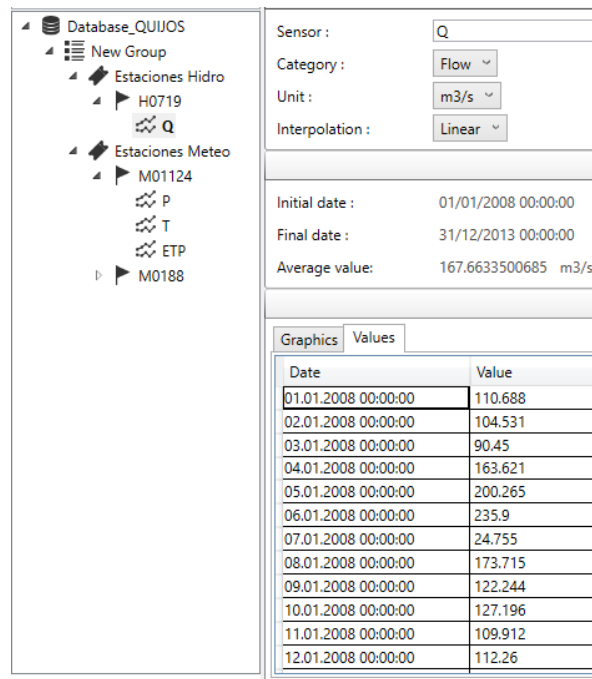 Database_QUIJOS
New Group
Estaciones Hidro
H0719
Q
Estaciones Meteo
M01124
P
T
ETP
M0188
Sensor : Q
Category : Flow
Unit : m3/s
Interpolation : Linear
Initial date : 01/01/2008 00:00:00
Final date : 31/12/2013 00:00:00
Average value: 167.6633500685 m3/s
Graphics Values
Date Value
01.01.2008 00:00:00 110.688
02.01.2008 00:00:00 104.531
03.01.2008 00:00:00 90.45
04.01.2008 00:00:00 163.621
05.01.2008 00:00:00 200.265
06.01.2008 00:00:00 235.9
07.01.2008 00:00:00 24.755
08.01.2008 00:00:00 173.715
09.01.2008 00:00:00 122.244
10.01.2008 00:00:00 127.196
11.01.2008 00:00:00 109.912
12.01.2008 00:00:00 112.26